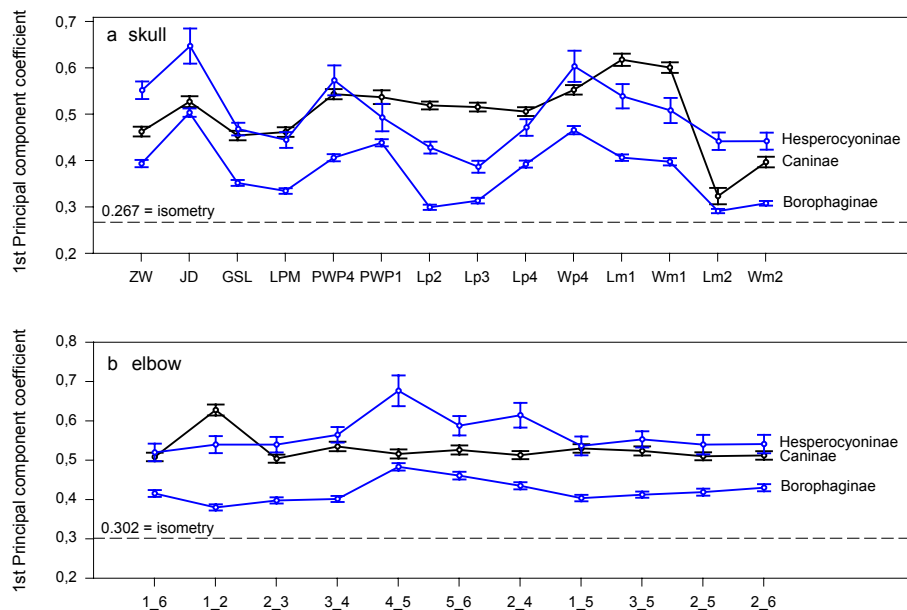 a skull
1st Principal component coefficient
0,7
0,6
0,5
0,4
0,3
0,2
Hesperocyoninae
Caninae
Borophaginae
0.267 = isometry
ZW JD GSL LPM PWP4 PWP1 Lp2 Lp3 Lp4 Wp4 Lm1 Wm1 Lm2 Wm2
b elbow
1st Principal component coefficient
0,8
0,7
0,6
0,5
0,4
0,3
0,2
Hesperocyoninae
Caninae
Borophaginae
0.302 = isometry
1_6 1_2 2_3 3_4 4_5 5_6 2_4 1_5 3_5 2_5 2_6